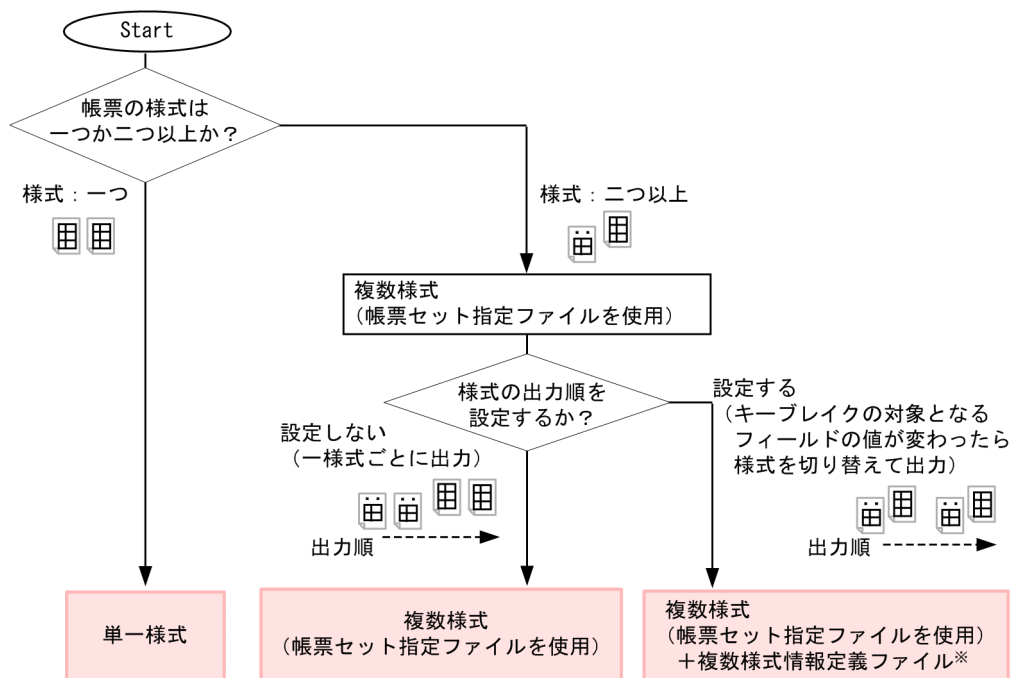 Start
帳票の様式は
一つか二つ以上か？
様式：一つ
様式：二つ以上
複数様式
（帳票セット指定ファイルを使用）
様式の出力順を
設定するか？
設定しない
（一様式ごとに出力）
出力順
設定する
（キーブレイクの対象となる
フィールドの値が変わったら
様式を切り替えて出力）
出力順
単一様式
複数様式
（帳票セット指定ファイルを使用）
複数様式
（帳票セット指定ファイルを使用）
＋複数様式情報定義ファイル※